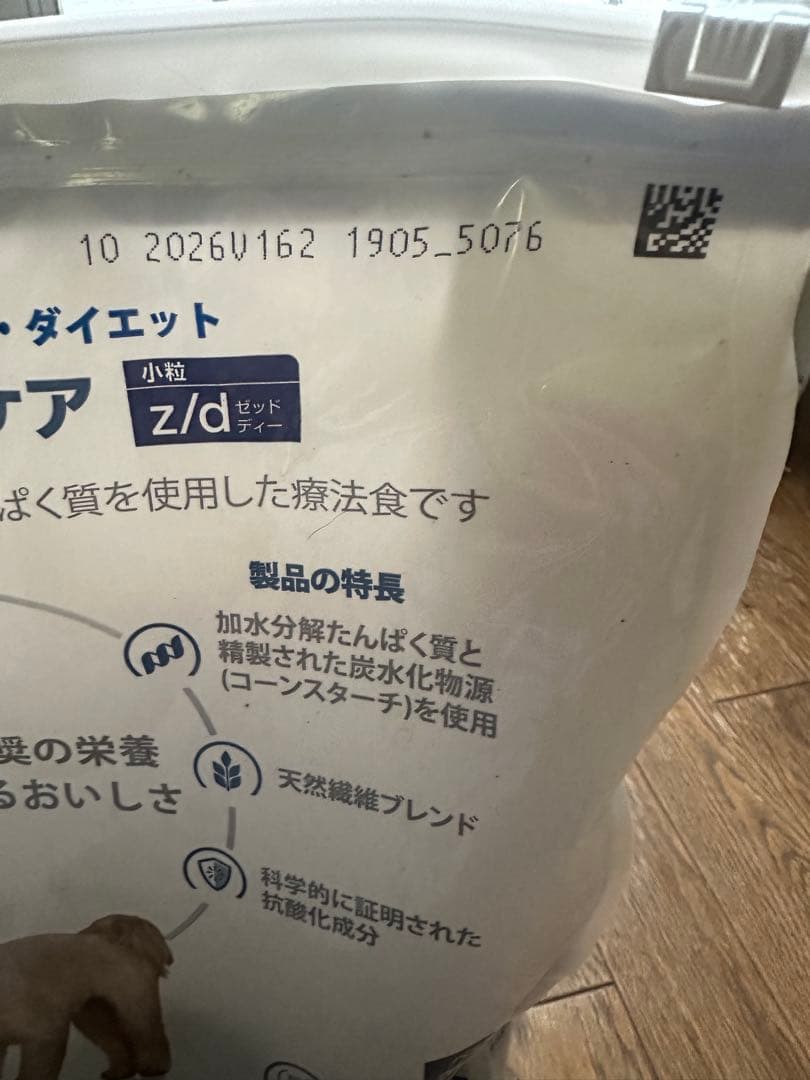 10 2026V162 1905_5076
・ダイエット
ケア
小粒
z/d ゼッド
ディー
ぱく質を使用した療法食です
製品の特長
加水分解たんぱく質と
精製された炭水化物源
(コーンスターチ)を使用
奨の栄養
るおいしさ
天然繊維ブレンド
科学的に証明された
抗酸化成分